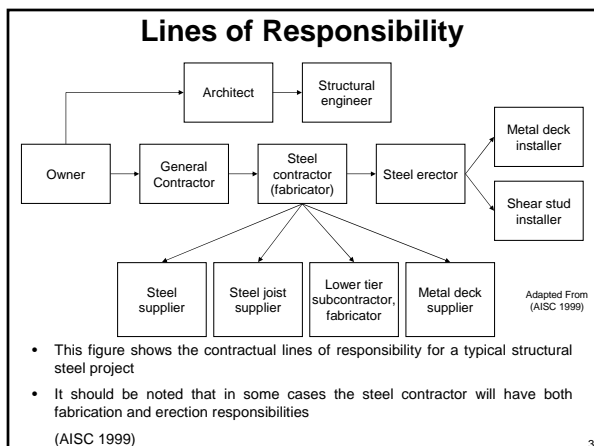 Lines of Responsibility
Architect
Structural
engineer
Metal deck
installer
Owner
General
Contractor
Steel
contractor
(fabricator)
Steel erector
Shear stud
installer
Steel
supplier
Steel joist
supplier
Lower tier
subcontractor,
fabricator
Metal deck
supplier
Adapted From
(AISC 1999)
• This figure shows the contractual lines of responsibility for a typical structural
steel project
• It should be noted that in some cases the steel contractor will have both
fabrication and erection responsibilities
(AISC 1999)
3